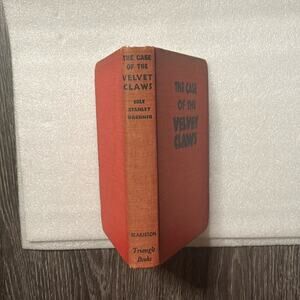 THE CASE
OF THE
VELVET
CLAWS
ERLE
STANLEY
GARDNER
BLAKISTON
Triangle
Books
THE CASE
OF THE
VELVET
CLAWS